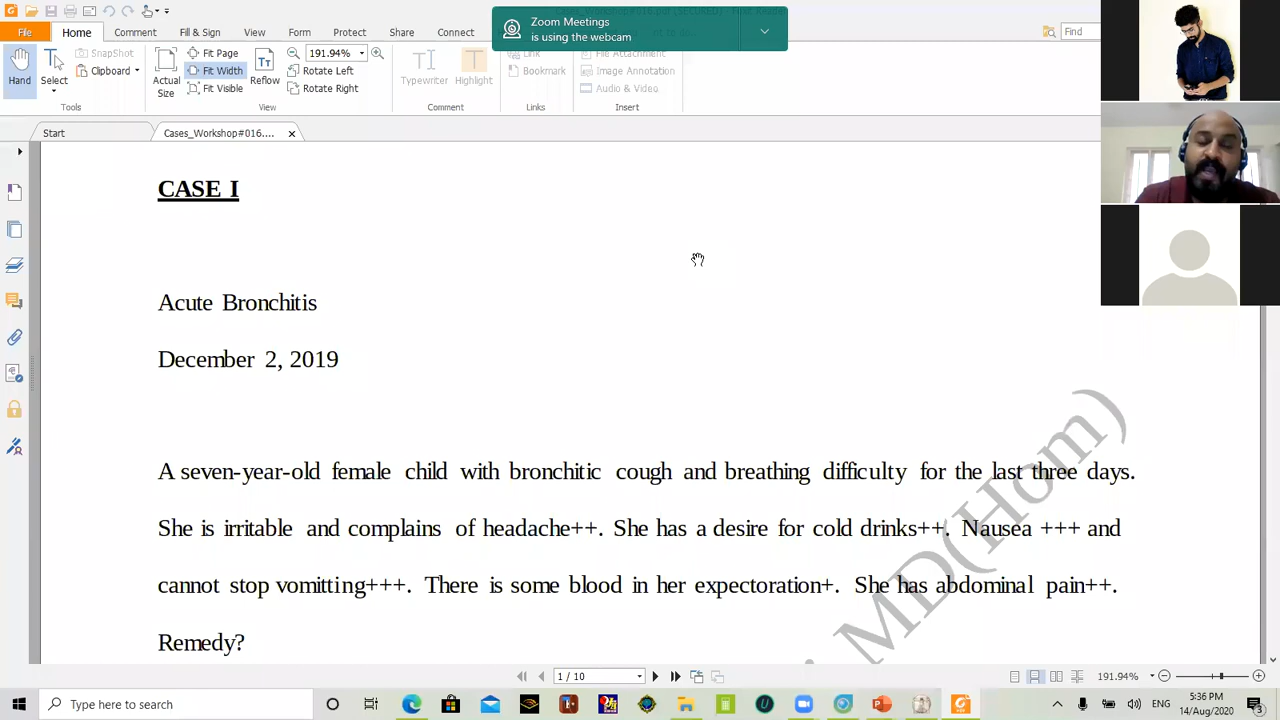 Zoom Meetings
is using the webcam
File Home Comment Fill & Sign View Form Protect Share Connect Find
SnapShot
Clipboard
Hand Select
Actual Size
Fit Page
Fit Width
Fit Visible
Reflow
191.94%
Rotate Left
Rotate Right
Typewriter Highlight
Link
Bookmark
File Attachment
Image Annotation
Audio & Video
Tools View Comment Links Insert
Start Cases_Workshop#016....
CASE I
Acute Bronchitis
December 2, 2019
A seven-year-old female child with bronchitic cough and breathing difficulty for the last three days.
She is irritable and complains of headache++. She has a desire for cold drinks++. Nausea +++ and
cannot stop vomitting+++. There is some blood in her expectoration+. She has abdominal pain++.
Remedy?
MD(Hom)
1 / 10
191.94%
Type here to search
ENG
5:36 PM
14/Aug/2020
3